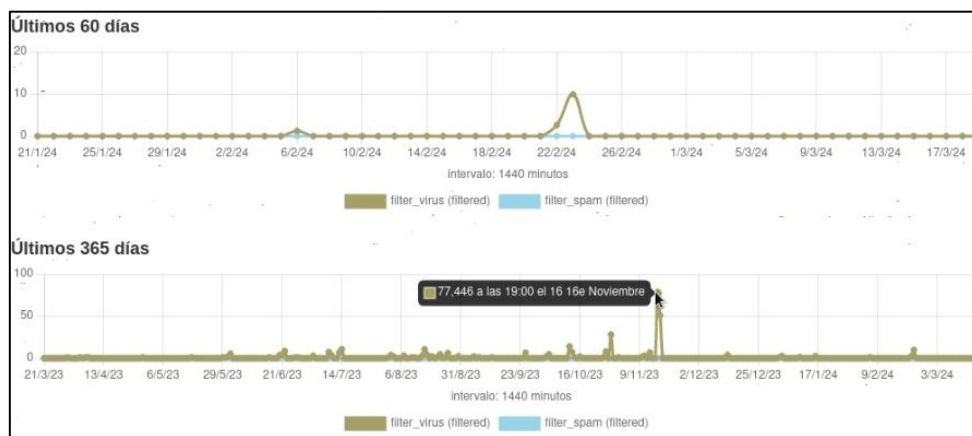 Últimos 60 días
20
10
0
21/1/24 25/1/24 29/1/24 2/2/24 6/2/24 10/2/24 14/2/24 18/2/24 22/2/24 26/2/24 1/3/24 5/3/24 9/3/24 13/3/24 17/3/24
intervalo: 1440 minutos
filter_virus (filtered) filter_spam (filtered)
Últimos 365 días
100
77,446 a las 19:00 el 16 16e Noviembre
50
0
21/3/23 13/4/23 6/5/23 29/5/23 21/6/23 14/7/23 6/8/23 31/8/23 23/9/23 16/10/23 9/11/23 2/12/23 25/12/23 17/1/24 9/2/24 3/3/24
intervalo: 1440 minutos
filter_virus (filtered) filter_spam (filtered)